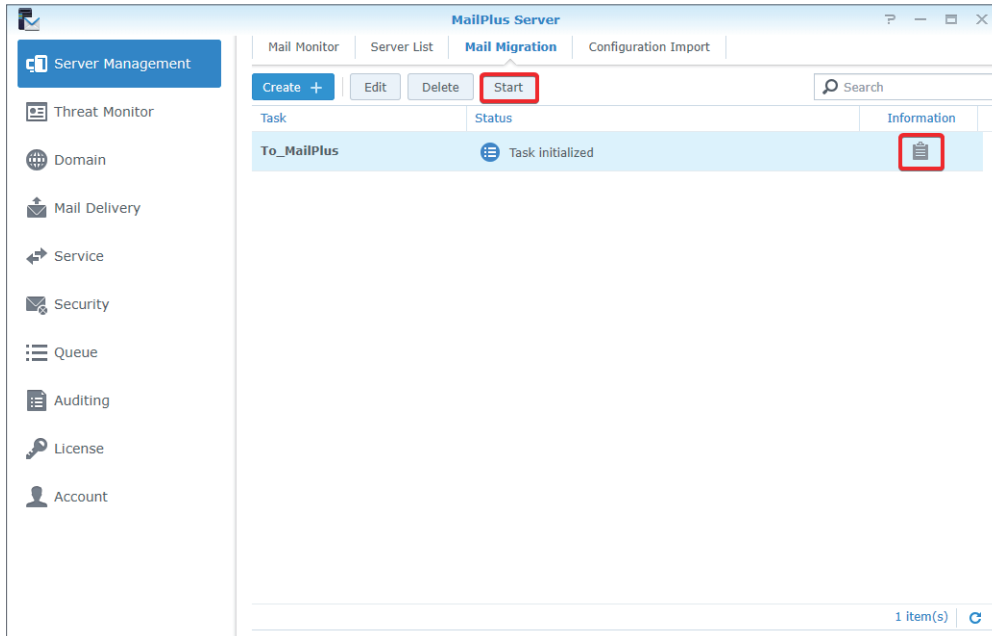 MailPlus Server
Server Management
Threat Monitor
Domain
Mail Delivery
Service
Security
Queue
Auditing
License
Account
Mail Monitor Server List Mail Migration Configuration Import
Create + Edit Delete Start Search
Task Status Information
To_MailPlus Task initialized
1 item(s)